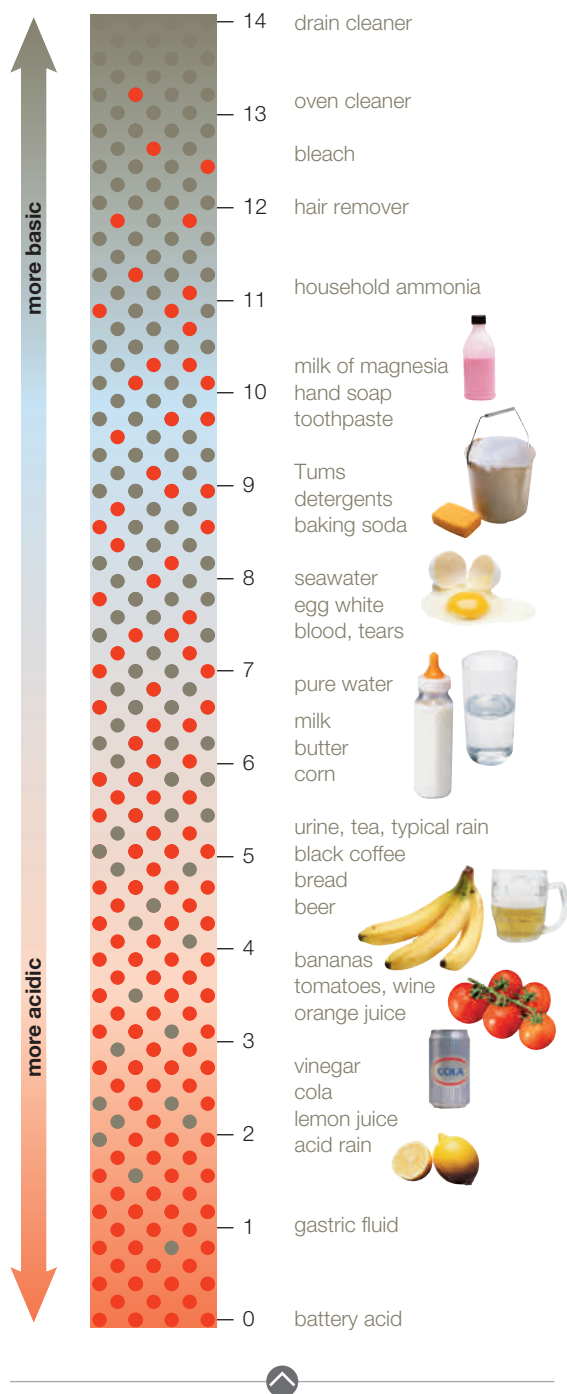 14 drain cleaner
oven cleaner
13
bleach
12 hair remover
more basic
11
household ammonia
milk of magnesia
10 hand soap
toothpaste
Tums
9
detergents
baking soda
8 seawater
egg white
blood, tears
7
pure water
milk
butter
6
corn
urine, tea, typical rain
5 black coffee
bread
beer
4
bananas
tomatoes, wine
orange juice
more acidic
3
vinegar
COLA
cola
lemon juice
2
acid rain
1 gastric fluid
0 battery acid